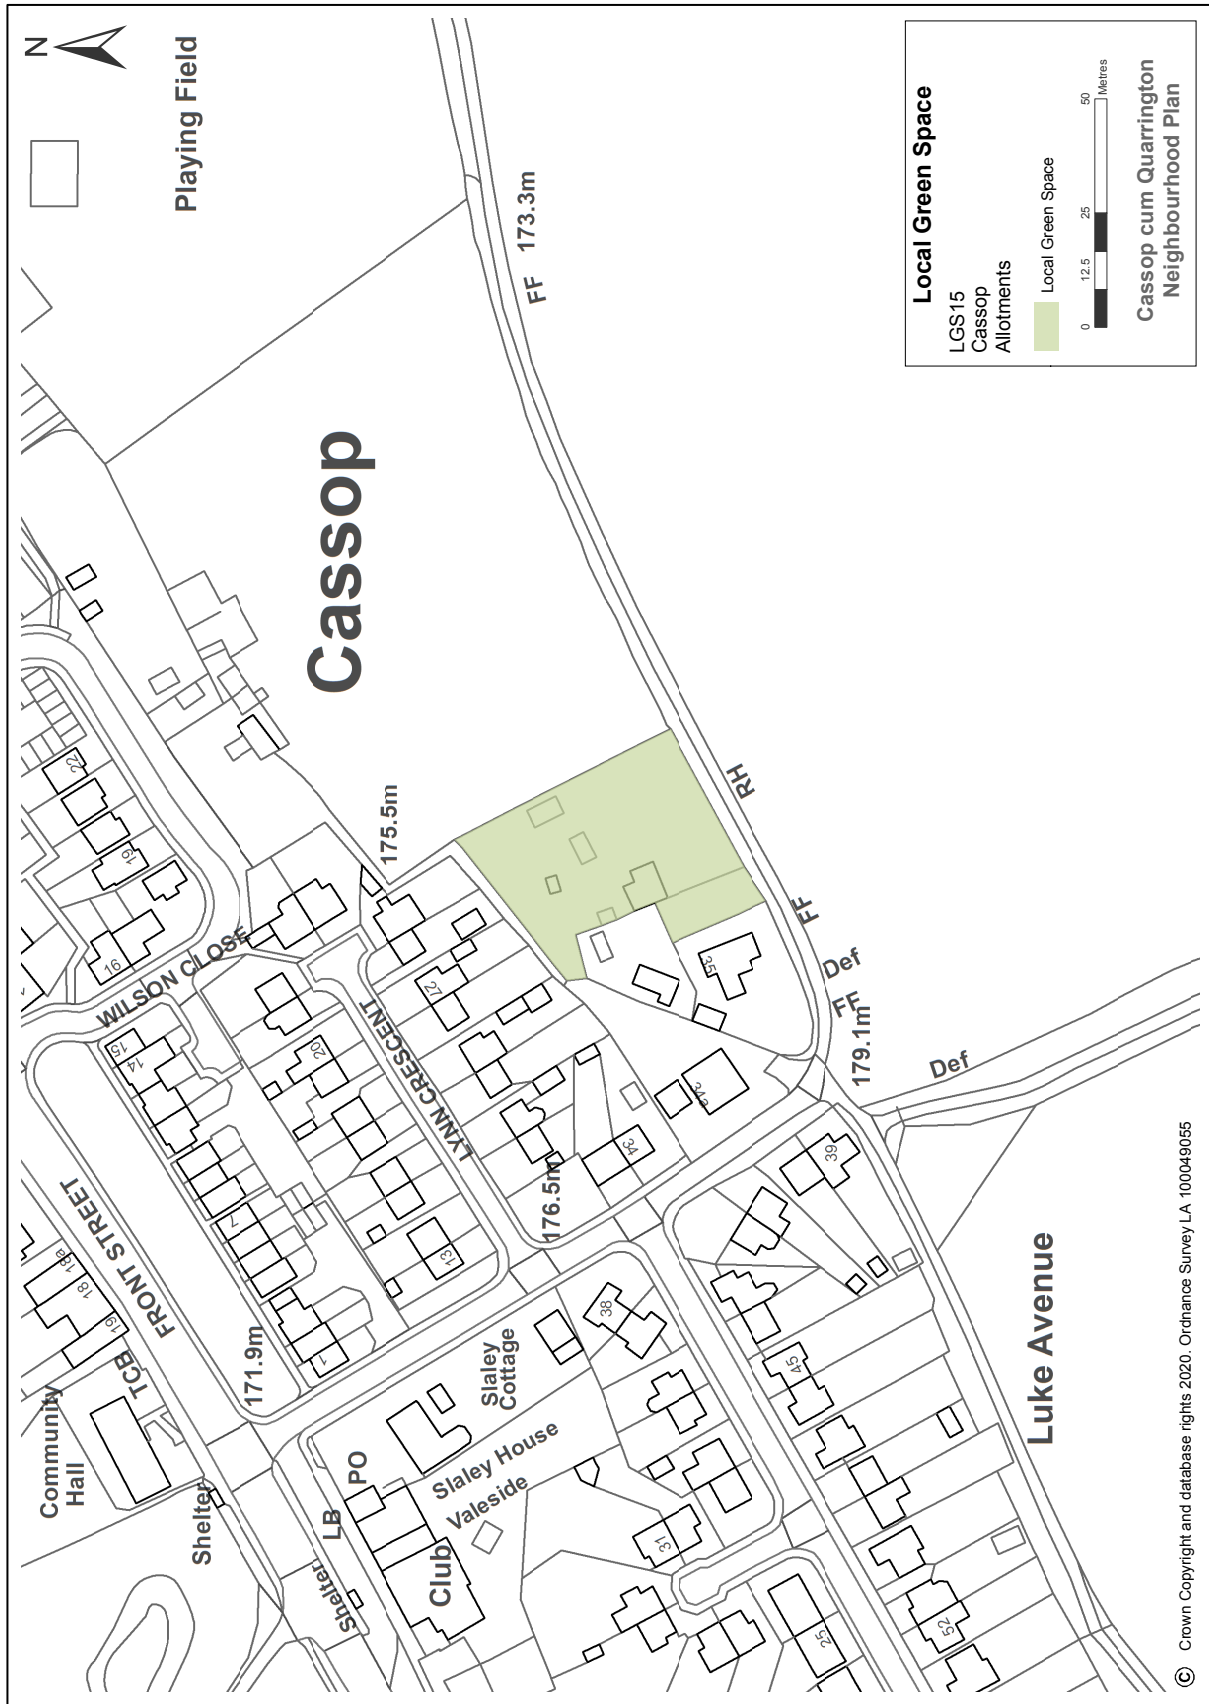 N
Playing Field
Cassop
173.3m
FF
RH
FF
Def
FF
179.1m
Def
175.5m
176.5m
171.9m
WILSON CLOSE
LYNN CRESCENT
FRONT STREET
22
19
16
15
14
7
1
20
27
13
35
34a
34
39
38
45
31
25
52
18a
18
19
TCB
Community
Hall
Shelter
Shelter
LB
PO
Club
Slaley
Cottage
Slaley House
Valeside
Luke Avenue
Local Green Space
LGS15
Cassop
Allotments
Local Green Space
0 12.5 25 50
Metres
Cassop cum Quarrington
Neighbourhood Plan
© Crown Copyright and database rights 2020. Ordnance Survey LA 100049055